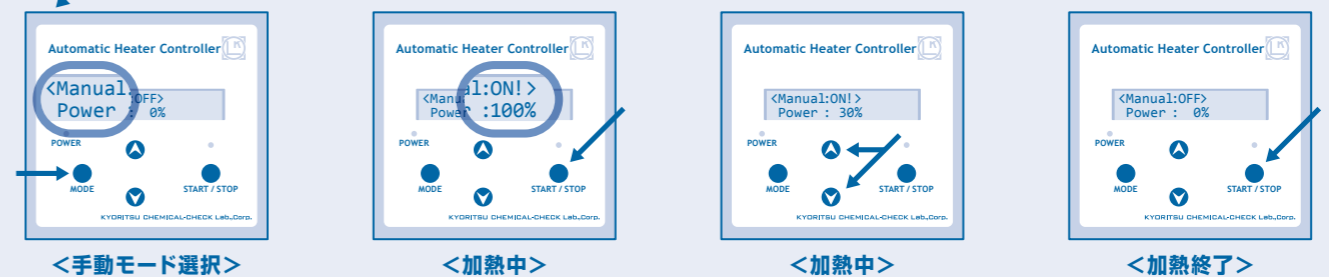 Automatic Heater Controller
<Manual:OFF>
Power : 0%
POWER
MODE
START / STOP
KYORITSU CHEMICAL-CHECK Lab.,Corp.
<手動モード選択>
Automatic Heater Controller
<Manual:ON!>
Power :100%
POWER
MODE
START / STOP
KYORITSU CHEMICAL-CHECK Lab.,Corp.
<加熱中>
Automatic Heater Controller
<Manual:ON!>
Power : 30%
POWER
MODE
START / STOP
KYORITSU CHEMICAL-CHECK Lab.,Corp.
<加熱中>
Automatic Heater Controller
<Manual:OFF>
Power : 0%
POWER
MODE
START / STOP
KYORITSU CHEMICAL-CHECK Lab.,Corp.
<加熱終了>